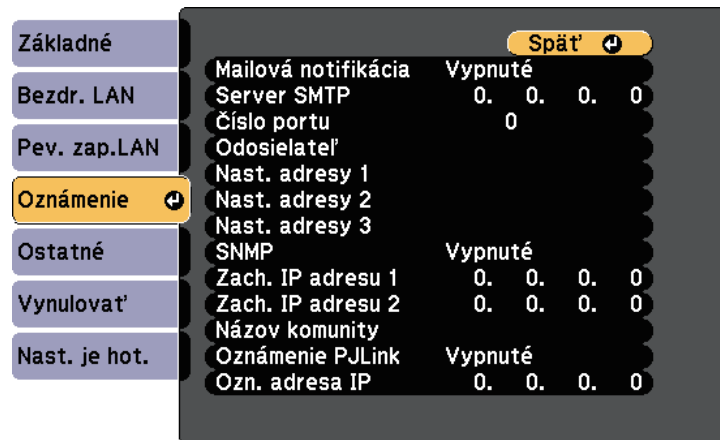 Základné
Bezdr. LAN
Pev. zap.LAN
Oznámenie
Ostatné
Vynulovať
Nast. je hot.
Späť
Mailová notifikácia Vypnuté
Server SMTP 0. 0. 0. 0
Číslo portu 0
Odosielateľ
Nast. adresy 1
Nast. adresy 2
Nast. adresy 3
SNMP Vypnuté
Zach. IP adresu 1 0. 0. 0. 0
Zach. IP adresu 2 0. 0. 0. 0
Názov komunity
Oznámenie PJLink Vypnuté
Ozn. adresa IP 0. 0. 0. 0